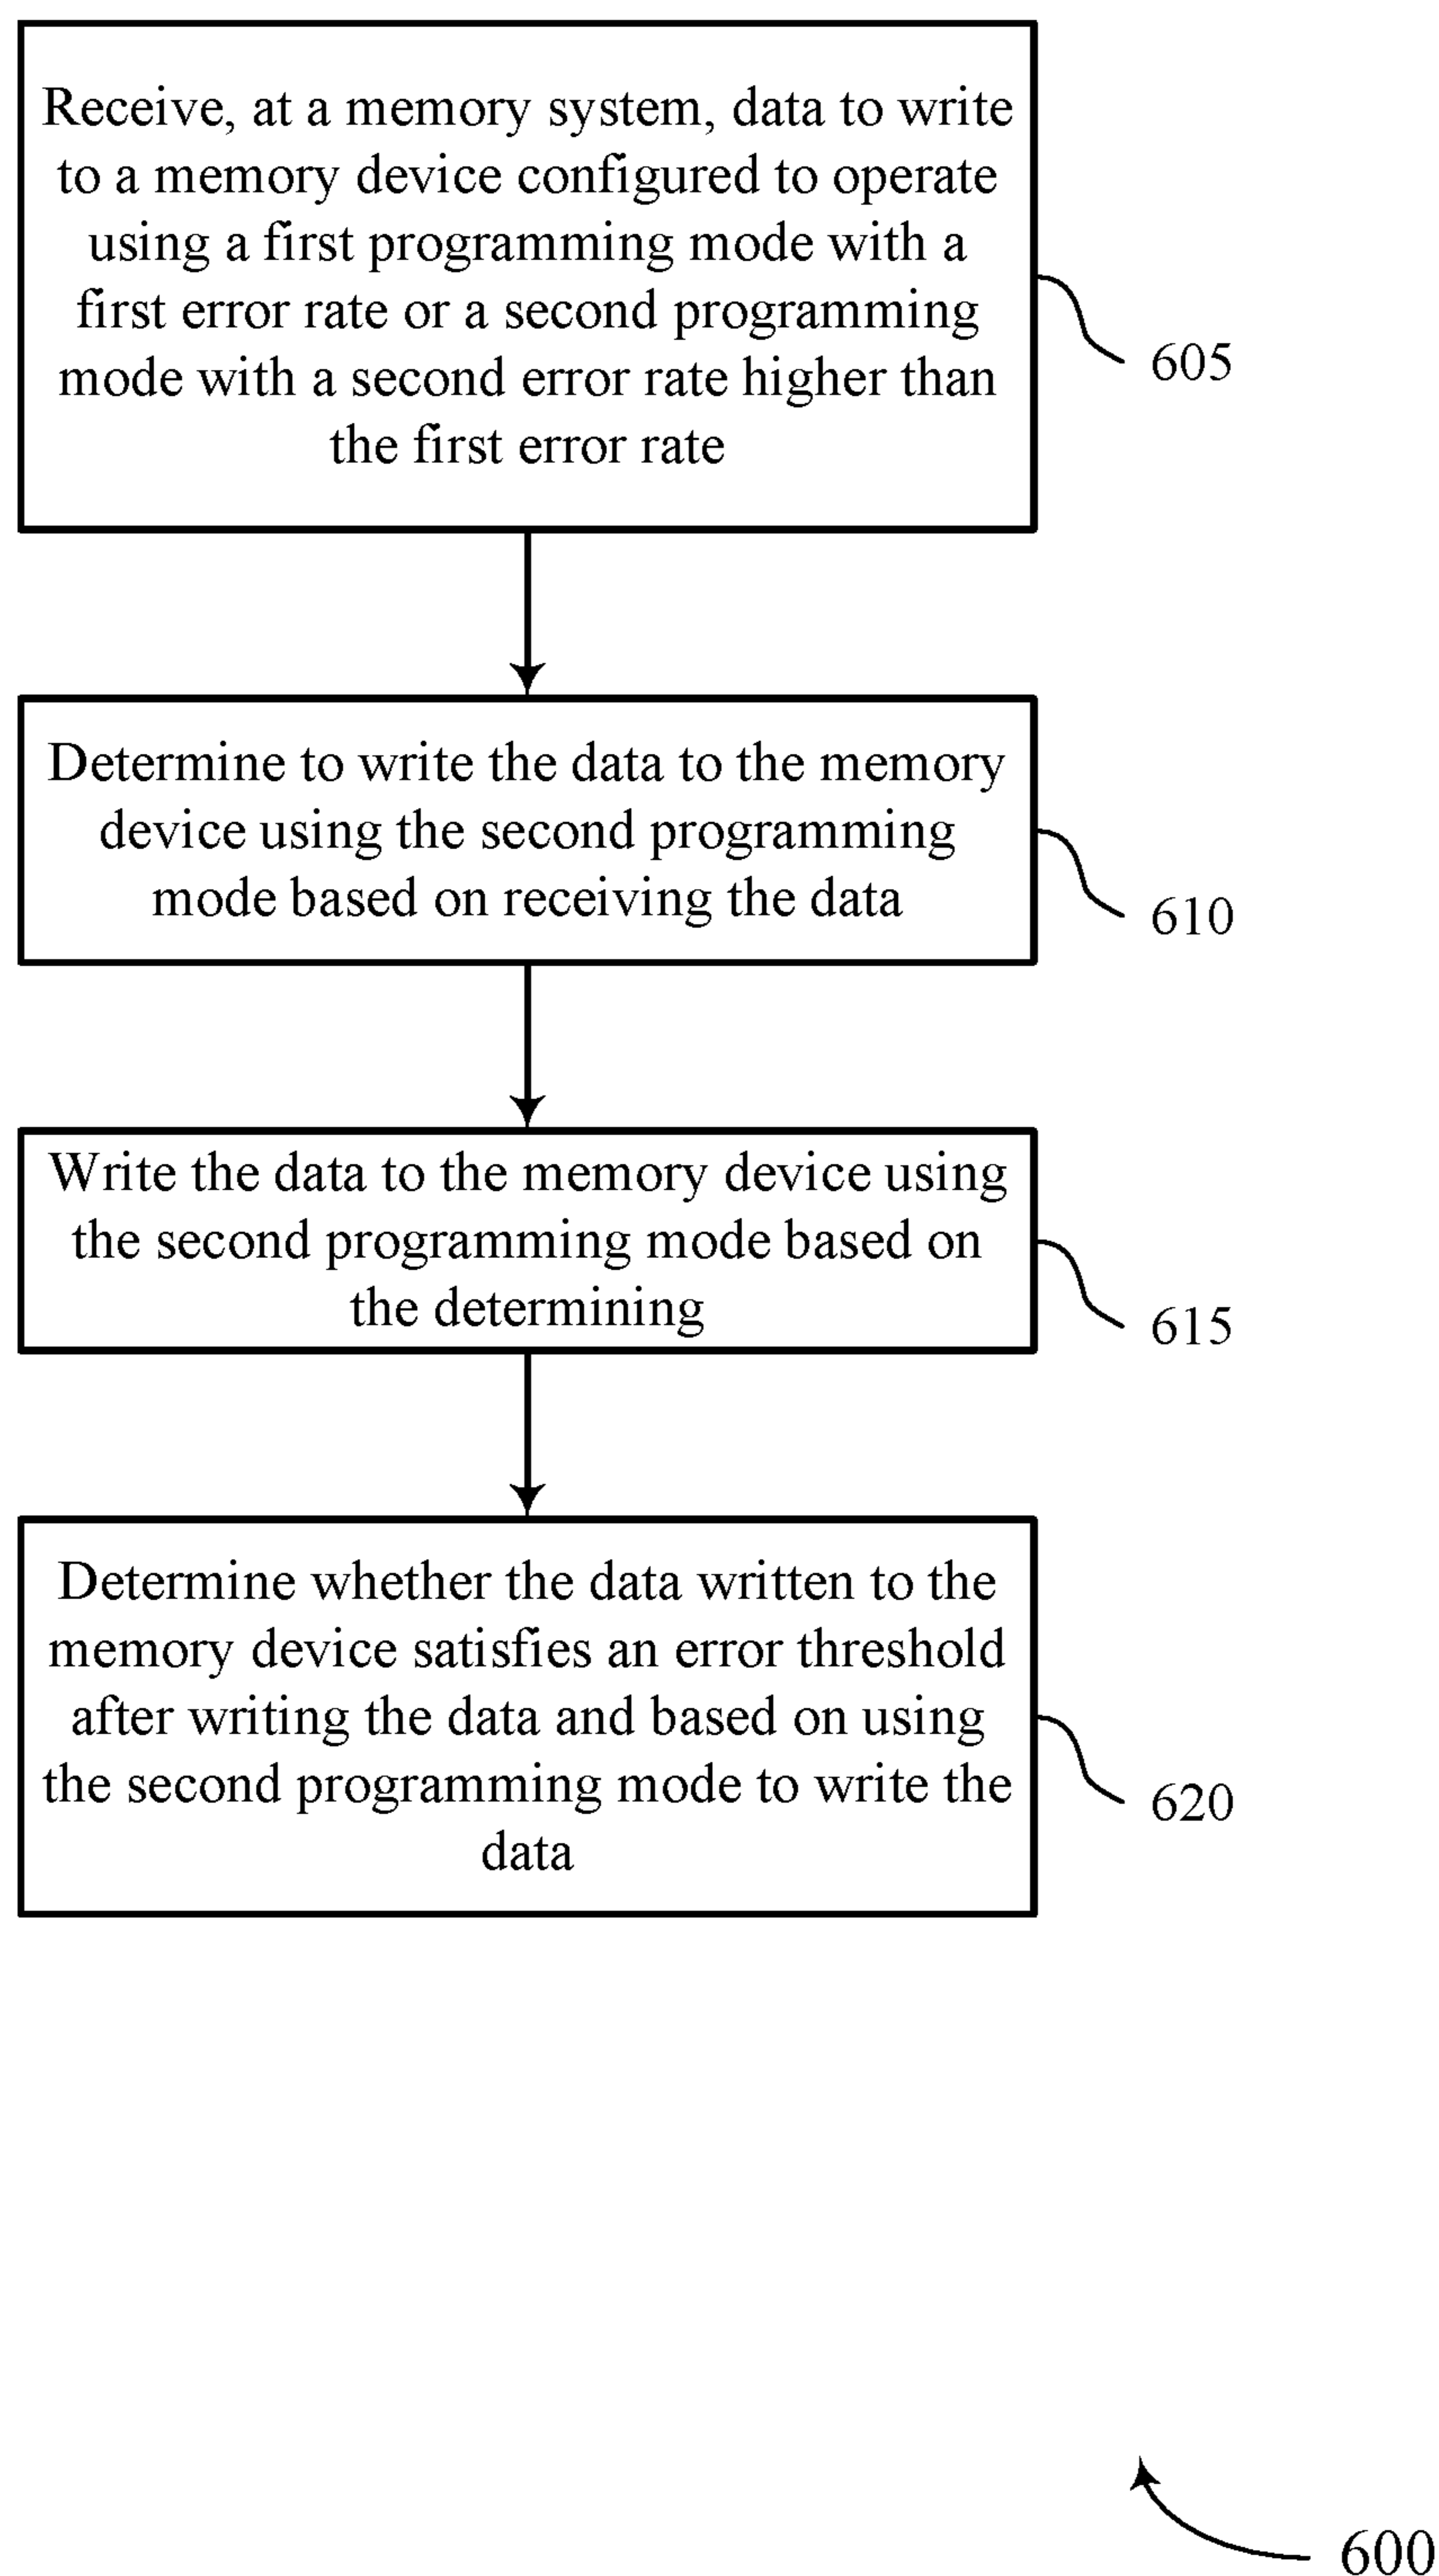 Receive, at a memory system, data to write
to a memory device configured to operate
using a first programming mode with a
first error rate or a second programming
mode with a second error rate higher than
the first error rate
605
Determine to write the data to the memory
device using the second programming
mode based on receiving the data
610
Write the data to the memory device using
the second programming mode based on
the determining
615
Determine whether the data written to the
memory device satisfies an error threshold
after writing the data and based on using
the second programming mode to write the
data
620
600